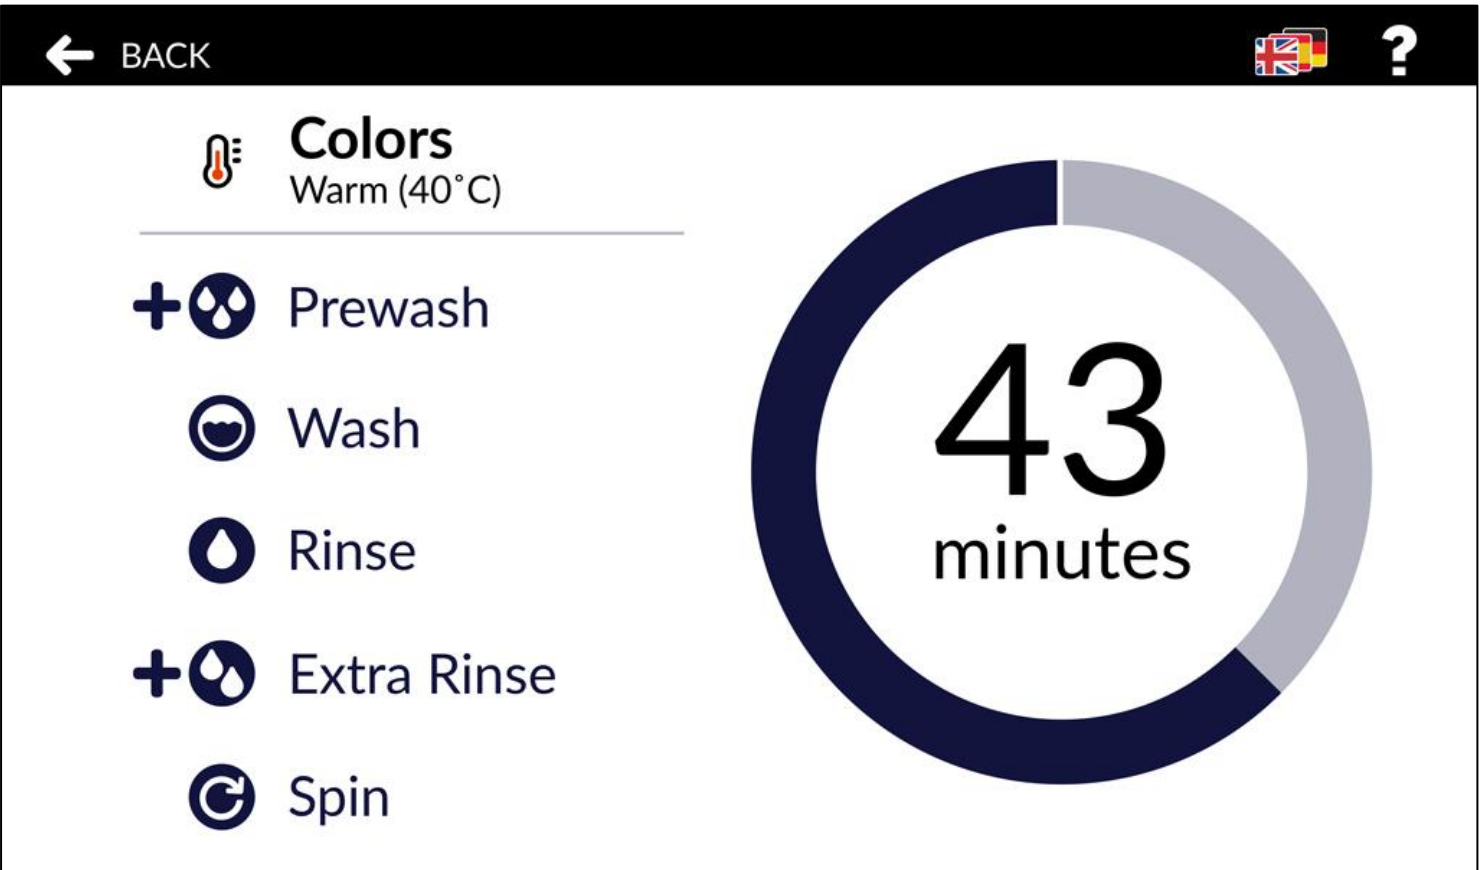 BACK
?
Colors
Warm (40°C)
Prewash
Wash
Rinse
Extra Rinse
Spin
43
minutes